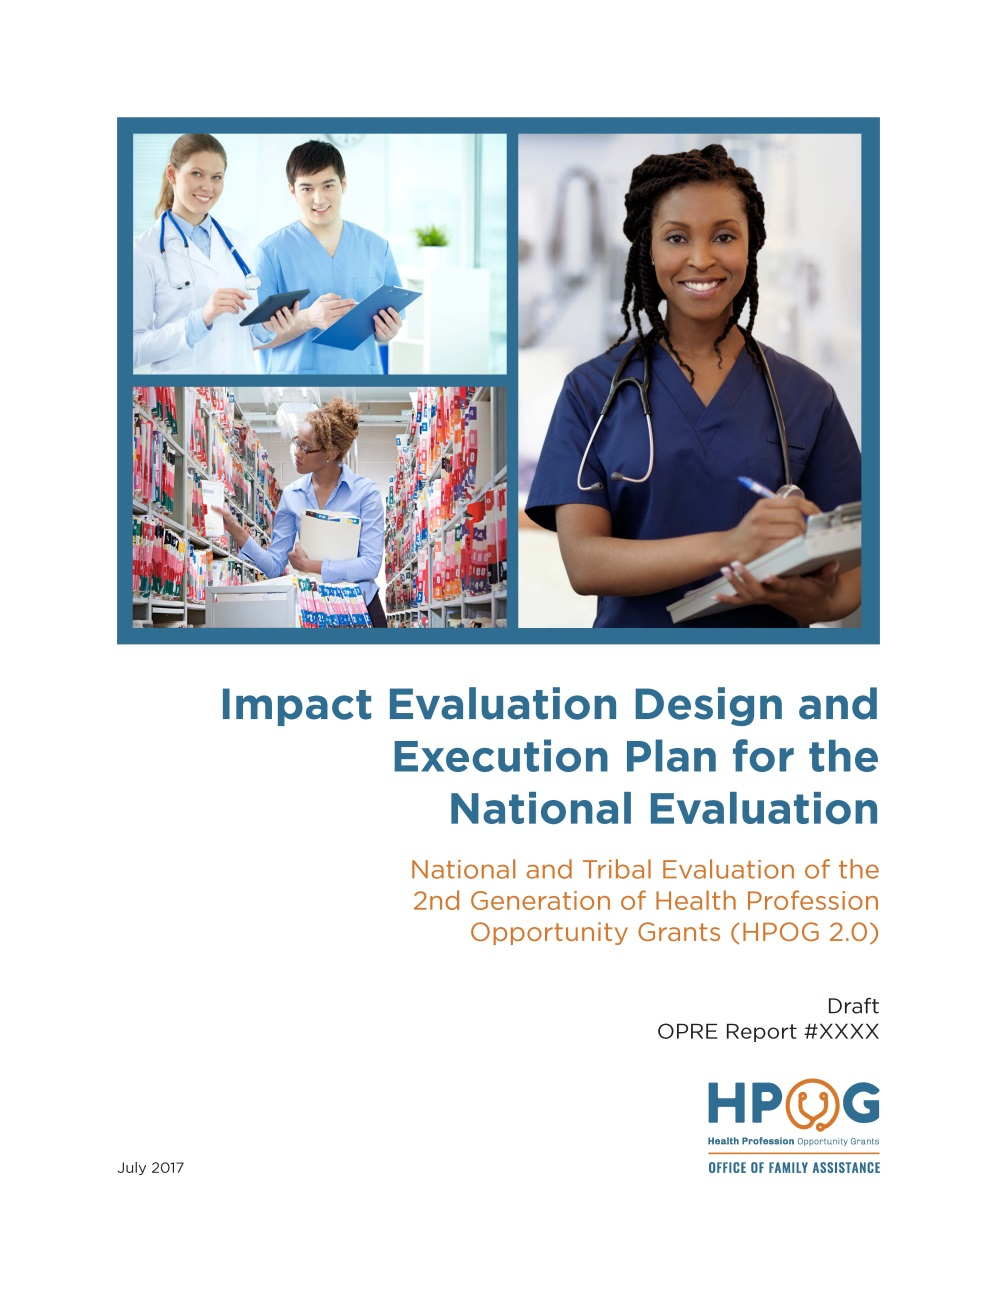 Impact Evaluation Design and
Execution Plan for the
National Evaluation
National and Tribal Evaluation of the
2nd Generation of Health Profession
Opportunity Grants (HPOG 2.0)
Draft
OPRE Report #XXXX
HPOG
Health Profession Opportunity Grants
OFFICE OF FAMILY ASSISTANCE
July 2017